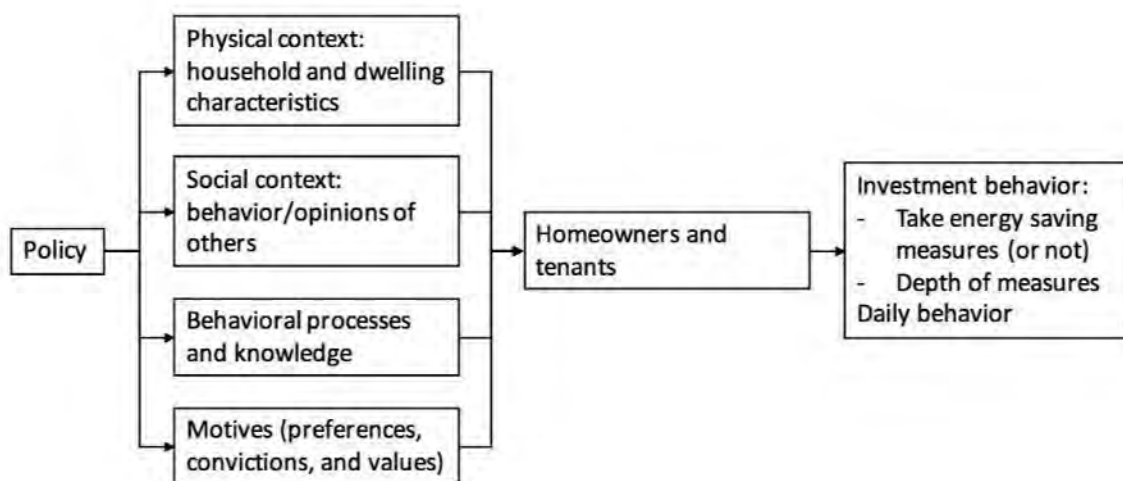 Policy
Physical context:
household and dwelling
characteristics
Social context:
behavior/opinions of
others
Behavioral processes
and knowledge
Motives (preferences,
convictions, and values)
Homeowners and
tenants
Investment behavior:
- Take energy saving
measures (or not)
- Depth of measures
Daily behavior